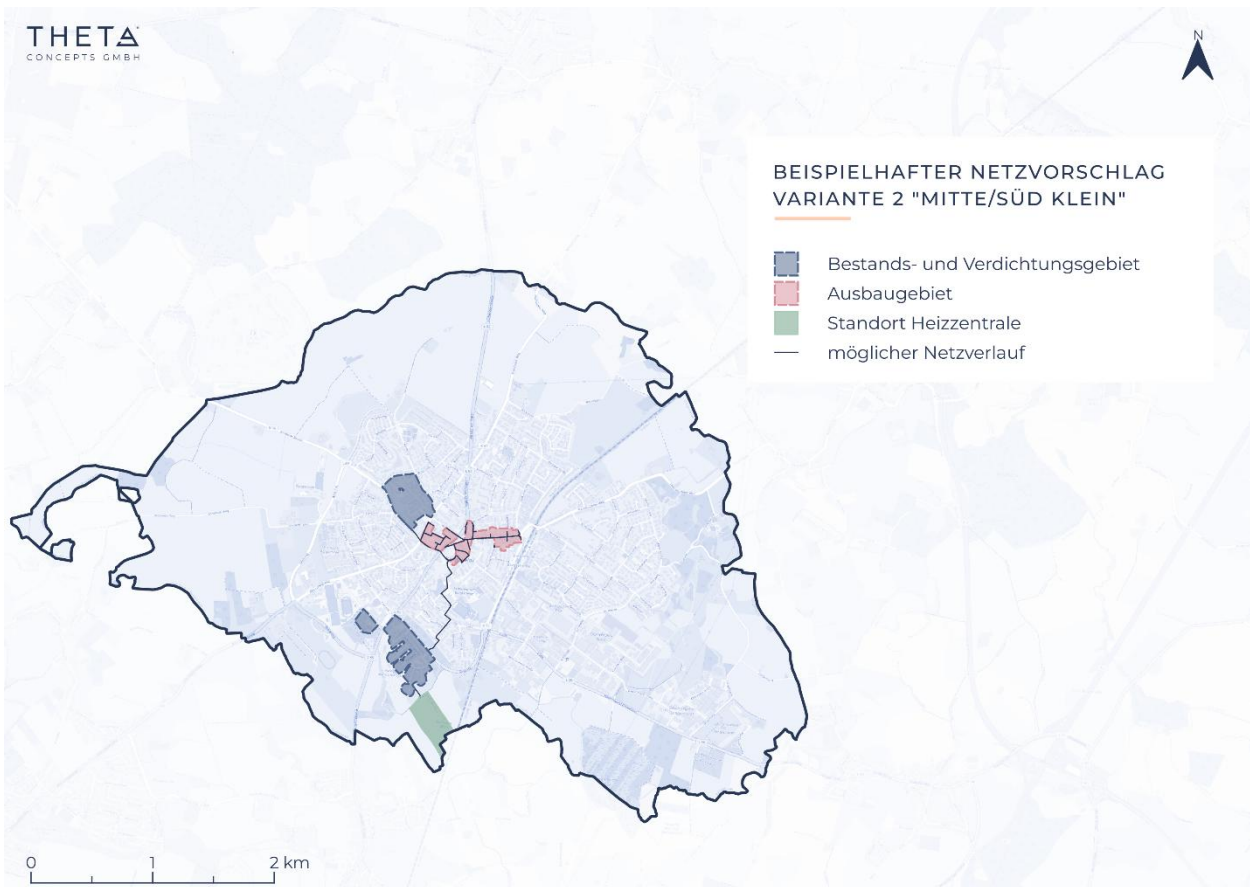 THETA
CONCEPTS GMBH
N
BEISPIELHAFTER NETZVORSCHLAG
VARIANTE 2 "MITTE/SÜD KLEIN"
Bestands- und Verdichtungsgebiet
Ausbaugebiet
Standort Heizzentrale
möglicher Netzverlauf
0 1 2 km